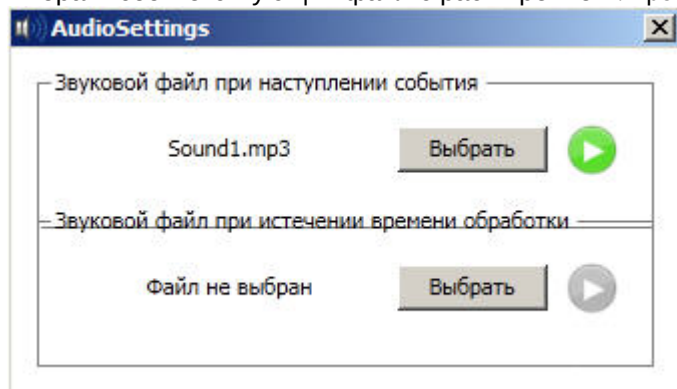 AudioSettings
Звуковой файл при наступлении события
Sound1.mp3 Выбрать
Звуковой файл при истечении времени обработки
Файл не выбран Выбрать